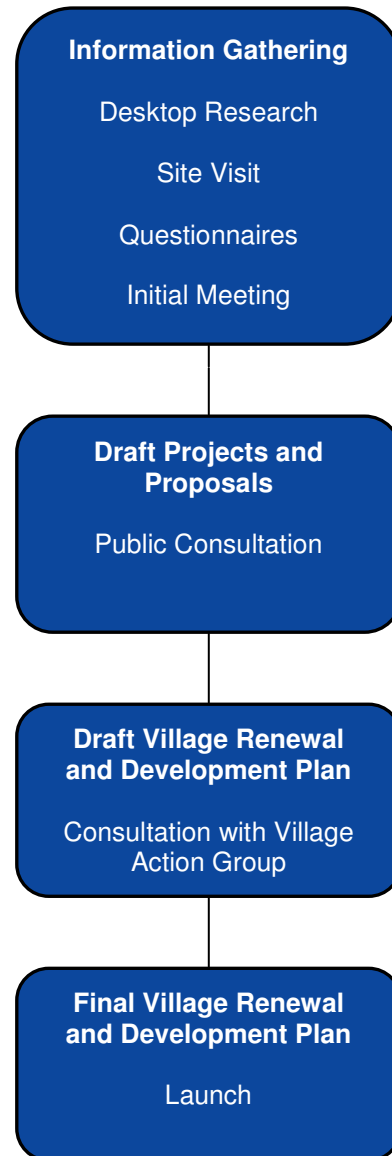 Information Gathering
Desktop Research
Site Visit
Questionnaires
Initial Meeting
Draft Projects and
Proposals
Public Consultation
Draft Village Renewal
and Development Plan
Consultation with Village
Action Group
Final Village Renewal
and Development Plan
Launch